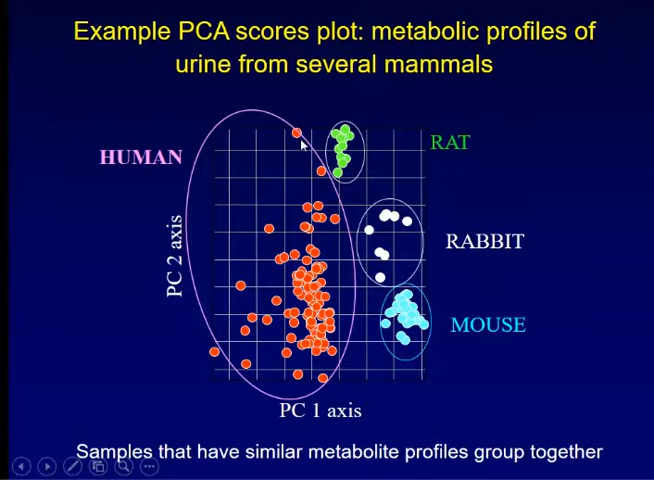 Example PCA scores plot: metabolic profiles of
urine from several mammals
HUMAN
RAT
RABBIT
MOUSE
PC 2 axis
PC 1 axis
Samples that have similar metabolite profiles group together